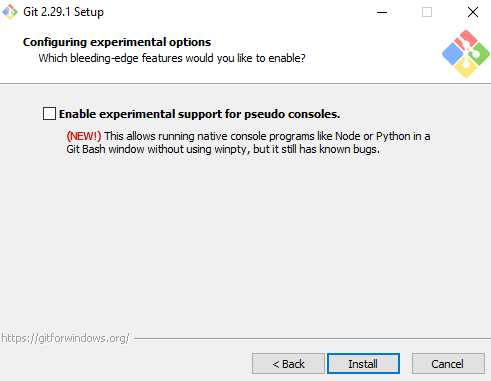 Git 2.29.1 Setup
Configuring experimental options
Which bleeding-edge features would you like to enable?
Enable experimental support for pseudo consoles.
(NEW!) This allows running native console programs like Node or Python in a
Git Bash window without using winpty, but it still has known bugs.
https://gitforwindows.org/
< Back
Install
Cancel